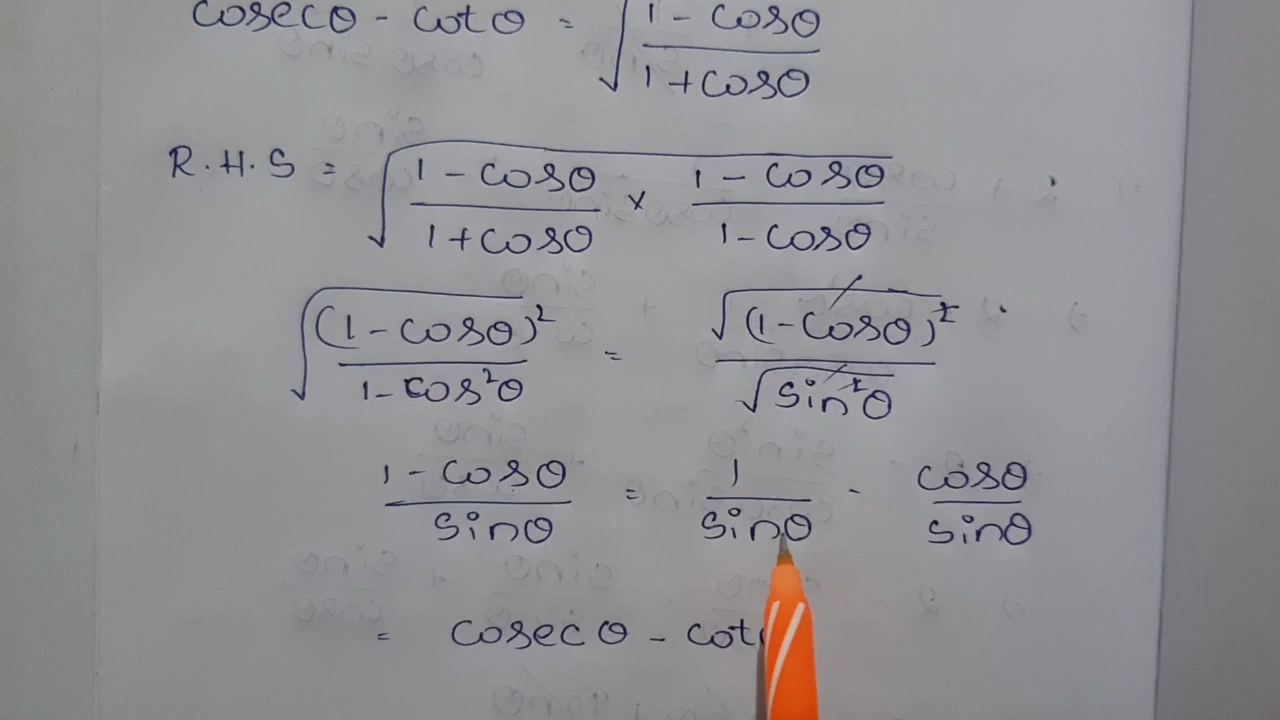 cosecθ - cotθ = √((1 - cosθ)/(1 + cosθ))
R.H.S = √((1 - cosθ)/(1 + cosθ) × (1 - cosθ)/(1 - cosθ))
√((1 - cosθ)²/(1 - cos²θ)) = √(1 - cosθ)²/√sin²θ
(1 - cosθ)/sinθ = 1/sinθ - cosθ/sinθ
= cosecθ - cot